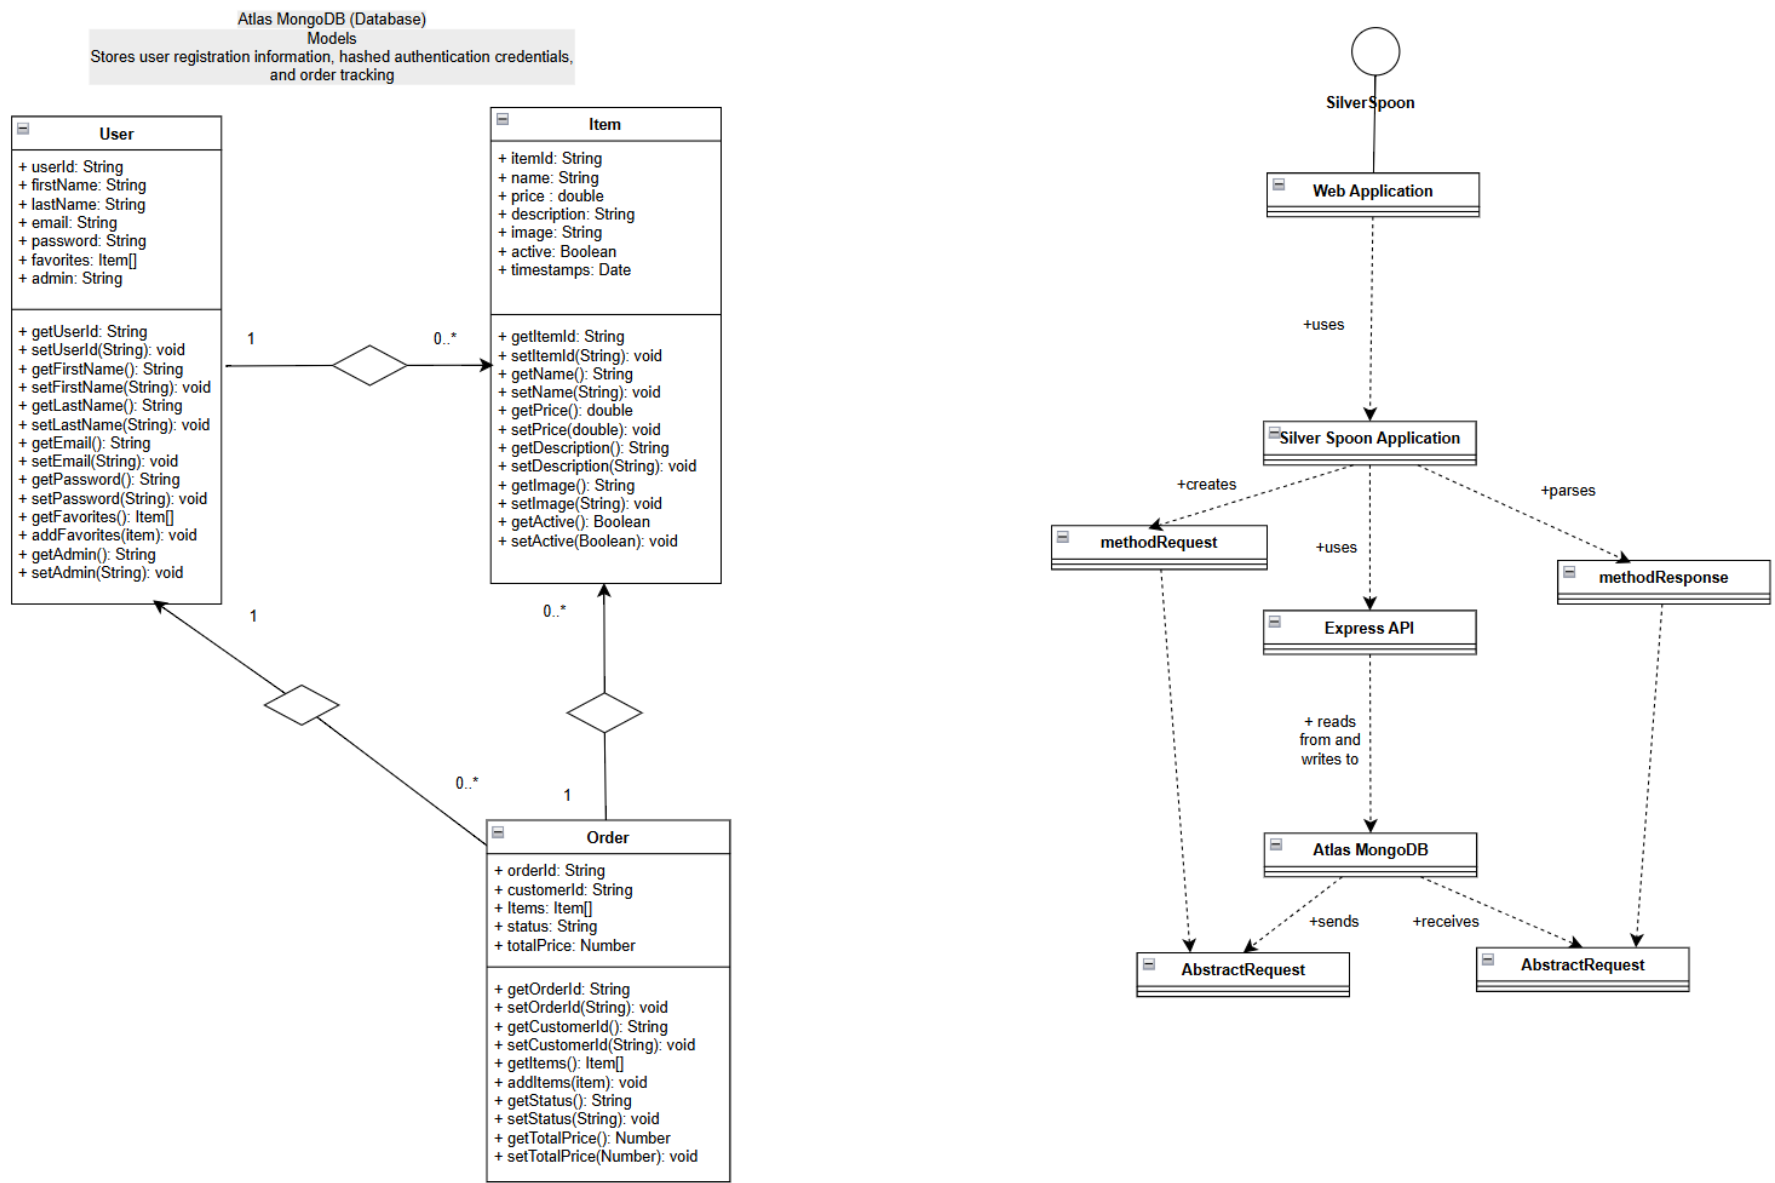 Atlas MongoDB (Database)
Models
Stores user registration information, hashed authentication credentials,
and order tracking
User
+ userId: String
+ firstName: String
+ lastName: String
+ email: String
+ password: String
+ favorites: Item[]
+ admin: String
+ getUserId: String
+ setUserId(String): void
+ getFirstName(): String
+ setFirstName(String): void
+ getLastName(): String
+ setLastName(String): void
+ getEmail(): String
+ setEmail(String): void
+ getPassword(): String
+ setPassword(String): void
+ getFavorites(): Item[]
+ addFavorites(item): void
+ getAdmin(): String
+ setAdmin(String): void
1
0..*
Item
+ itemId: String
+ name: String
+ price : double
+ description: String
+ image: String
+ active: Boolean
+ timestamps: Date
+ getItemId: String
+ setItemId(String): void
+ getName(): String
+ setName(String): void
+ getPrice(): double
+ setPrice(double): void
+ getDescription(): String
+ setDescription(String): void
+ getImage(): String
+ setImage(String): void
+ getActive(): Boolean
+ setActive(Boolean): void
1
0..*
0..*
1
Order
+ orderId: String
+ customerId: String
+ Items: Item[]
+ status: String
+ totalPrice: Number
+ getOrderId: String
+ setOrderId(String): void
+ getCustomerId(): String
+ setCustomerId(String): void
+ getItems(): Item[]
+ addItems(item): void
+ getStatus(): String
+ setStatus(String): void
+ getTotalPrice(): Number
+ setTotalPrice(Number): void
SilverSpoon
Web Application
+uses
Silver Spoon Application
+creates
+parses
methodRequest
+uses
methodResponse
Express API
+ reads
from and
writes to
Atlas MongoDB
+sends
+receives
AbstractRequest
AbstractRequest